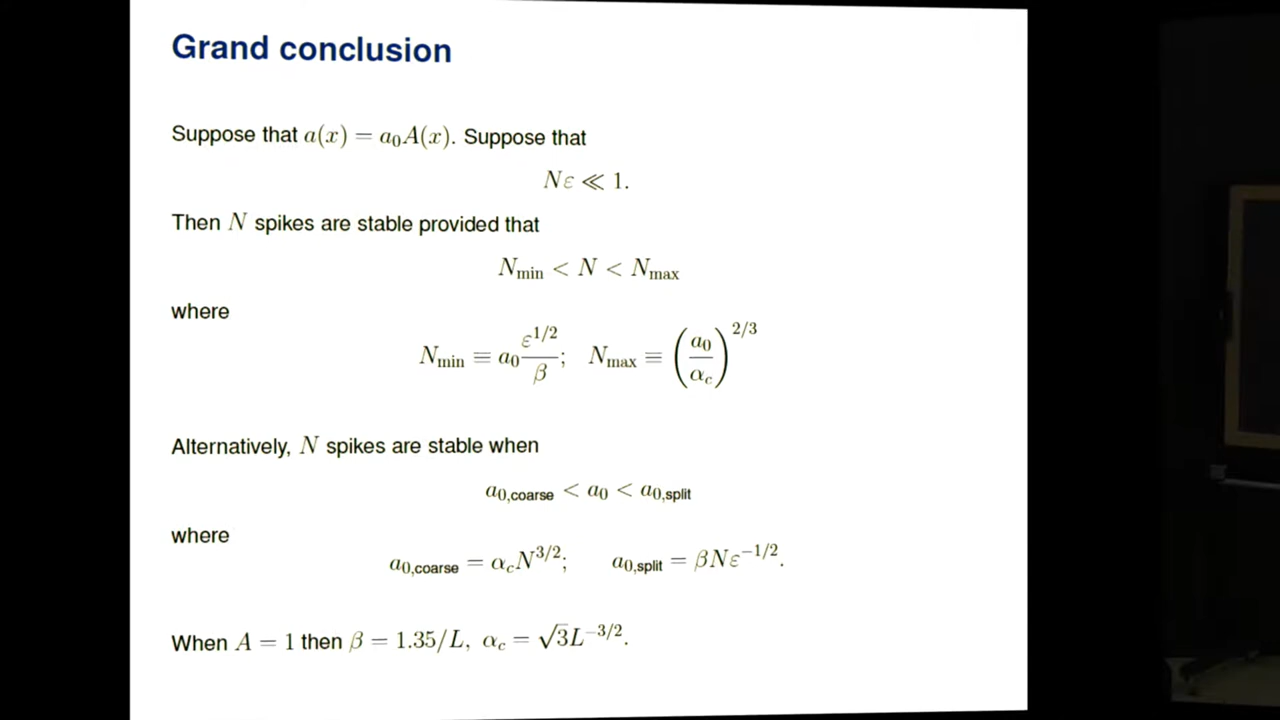 Grand conclusion
Suppose that a(x) = a₀A(x). Suppose that
Nε ≪ 1.
Then N spikes are stable provided that
N_min < N < N_max
where
N_min ≡ a₀ ε^{1/2}/β; N_max ≡ (a₀/α_c)^{2/3}
Alternatively, N spikes are stable when
a_{0,coarse} < a₀ < a_{0,split}
where
a_{0,coarse} = α_c N^{3/2}; a_{0,split} = βNε^{−1/2}.
When A = 1 then β = 1.35/L, α_c = √3L^{−3/2}.